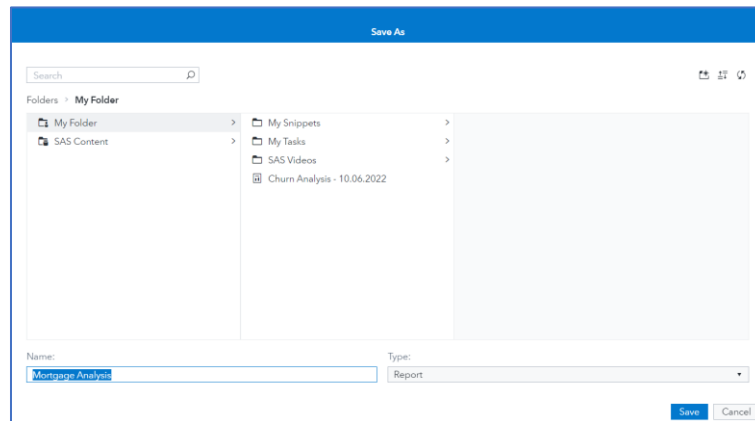 Save As
Search
Folders > My Folder
My Folder
SAS Content
My Snippets
My Tasks
SAS Videos
Churn Analysis - 10.06.2022
Name:
Type:
Mortgage Analysis
Report
Save
Cancel